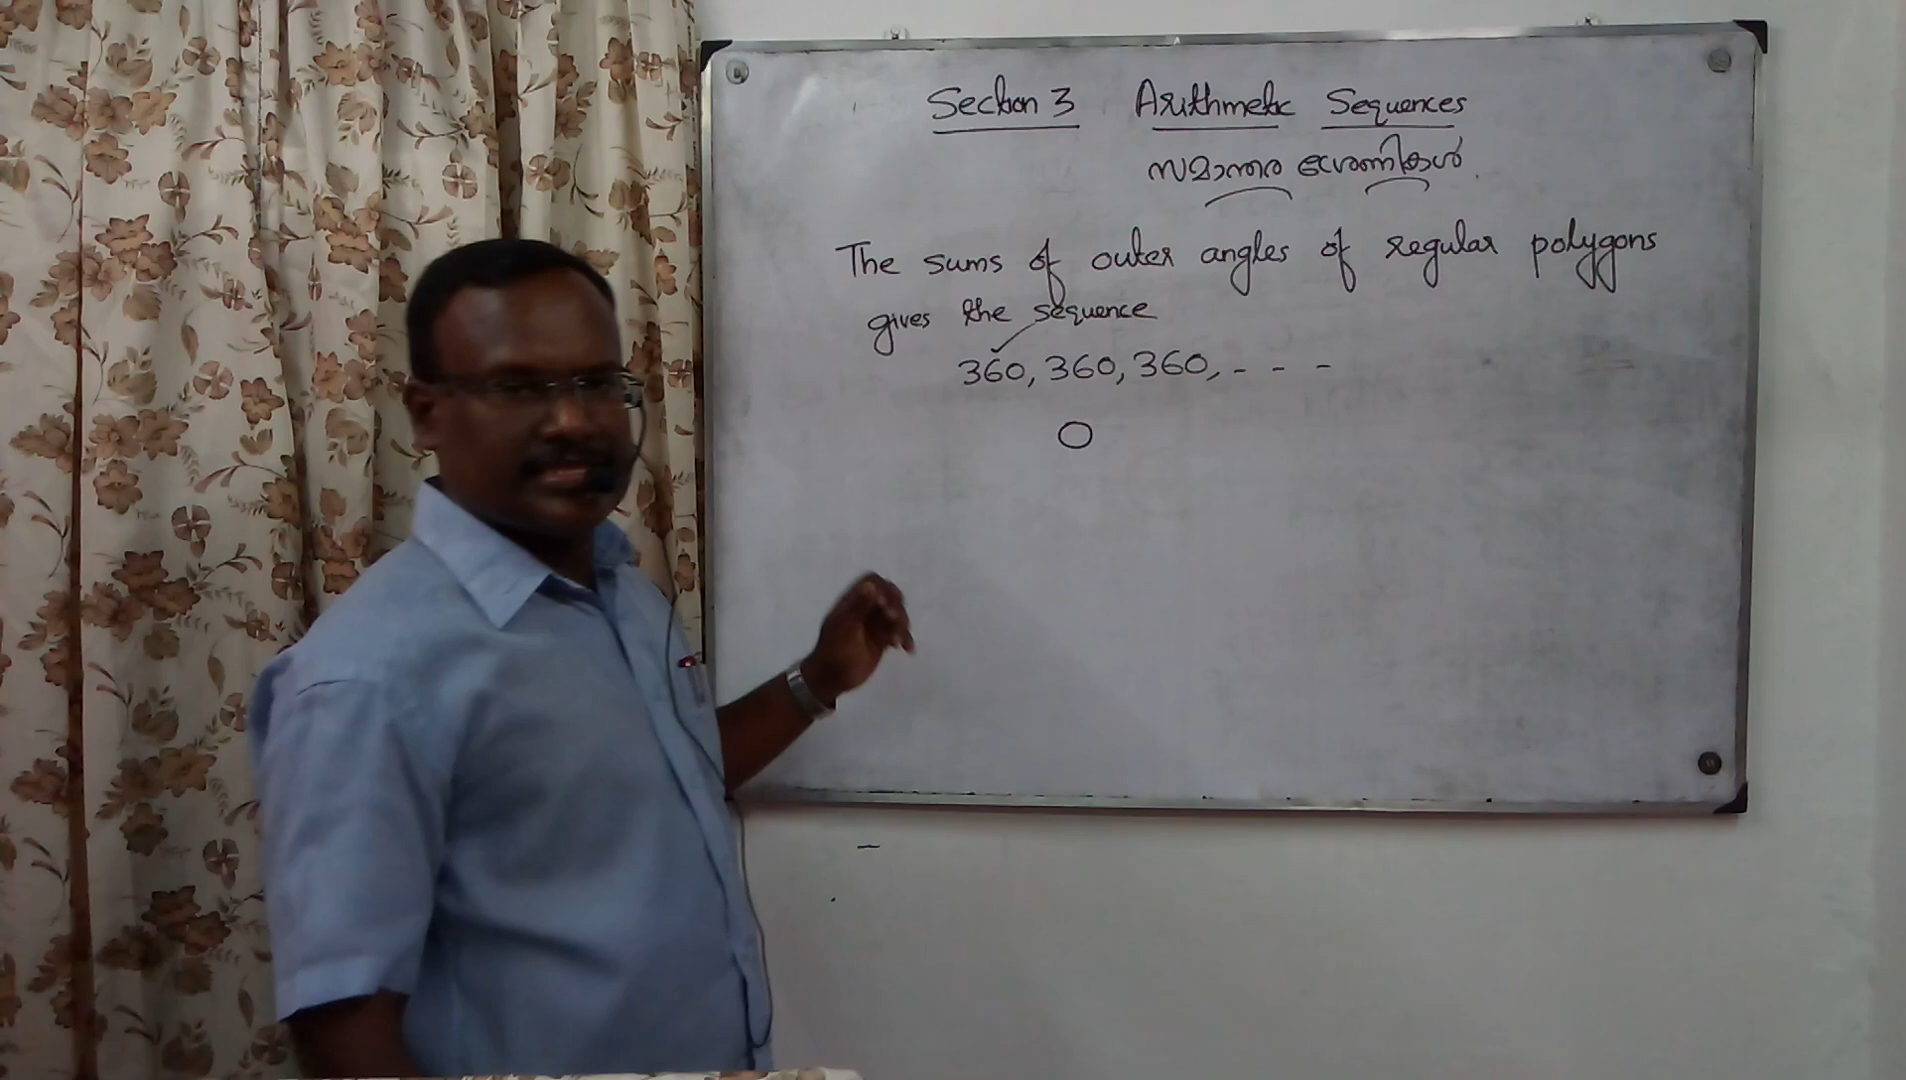 Section 3 Arithmetic Sequences
സമാന്തര ശ്രേണികൾ
The sums of outer angles of regular polygons
gives the sequence
360, 360, 360, - - -
0